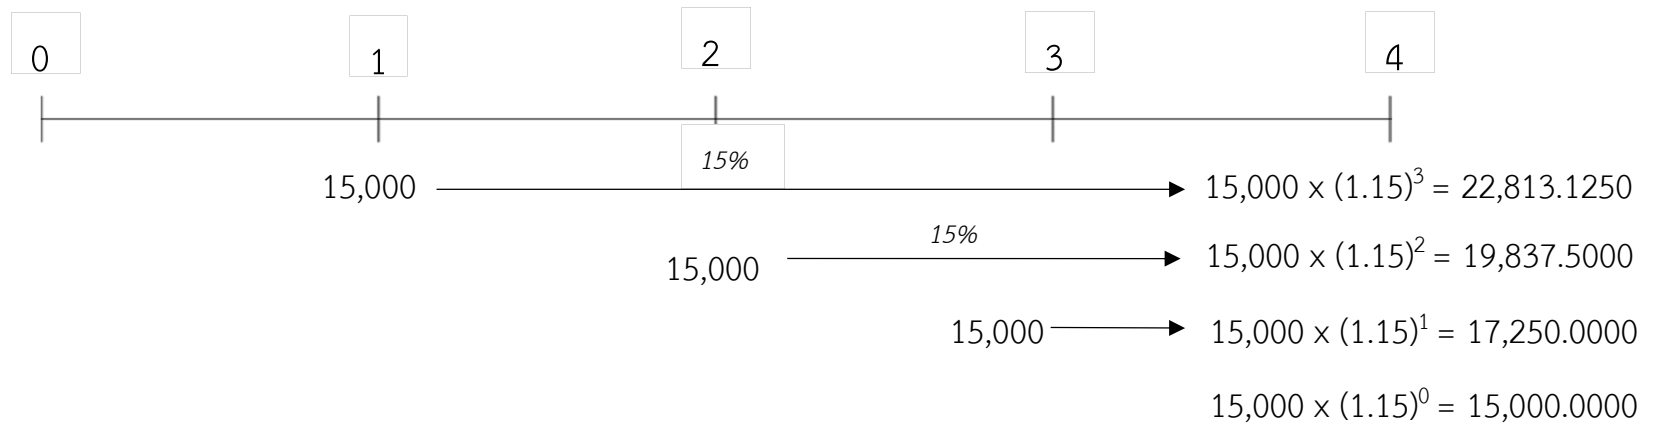 0 1 2 3 4
15%
15,000 15,000 x (1.15)³ = 22,813.1250
15%
15,000 15,000 x (1.15)² = 19,837.5000
15,000 15,000 x (1.15)¹ = 17,250.0000
15,000 x (1.15)⁰ = 15,000.0000